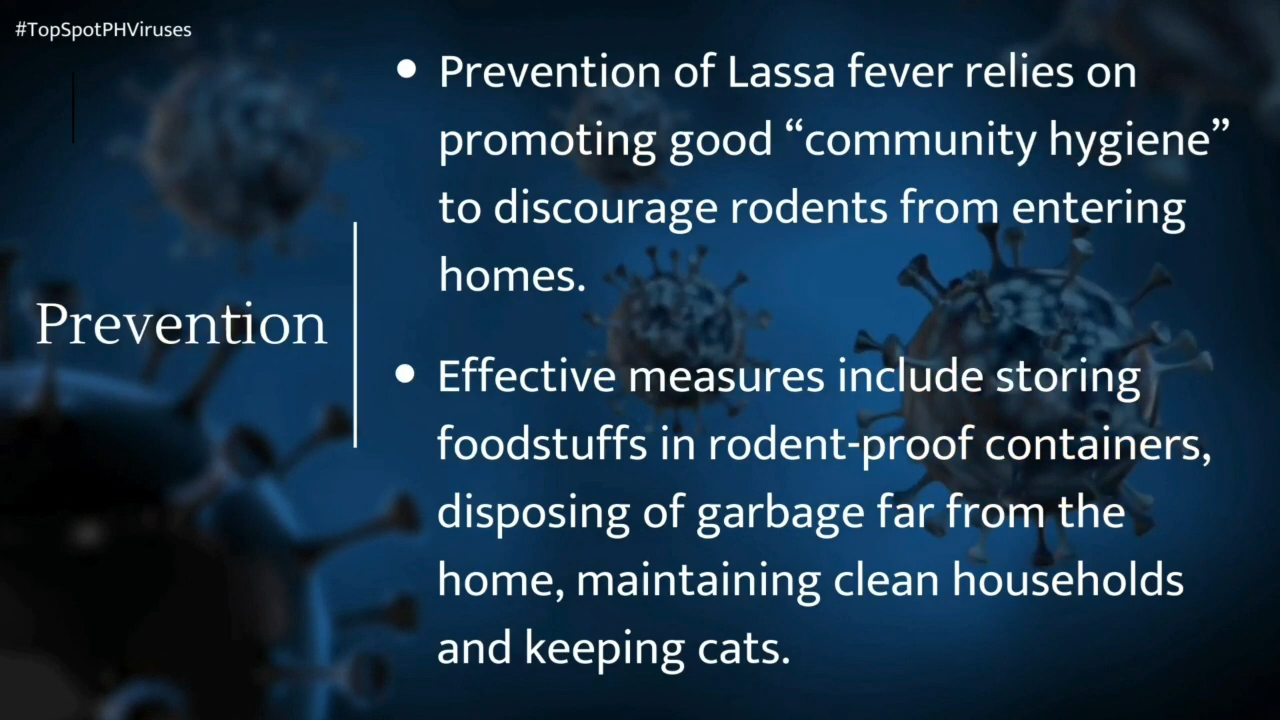 #TopSpotPHViruses
Prevention
• Prevention of Lassa fever relies on
promoting good “community hygiene”
to discourage rodents from entering
homes.
• Effective measures include storing
foodstuffs in rodent-proof containers,
disposing of garbage far from the
home, maintaining clean households
and keeping cats.